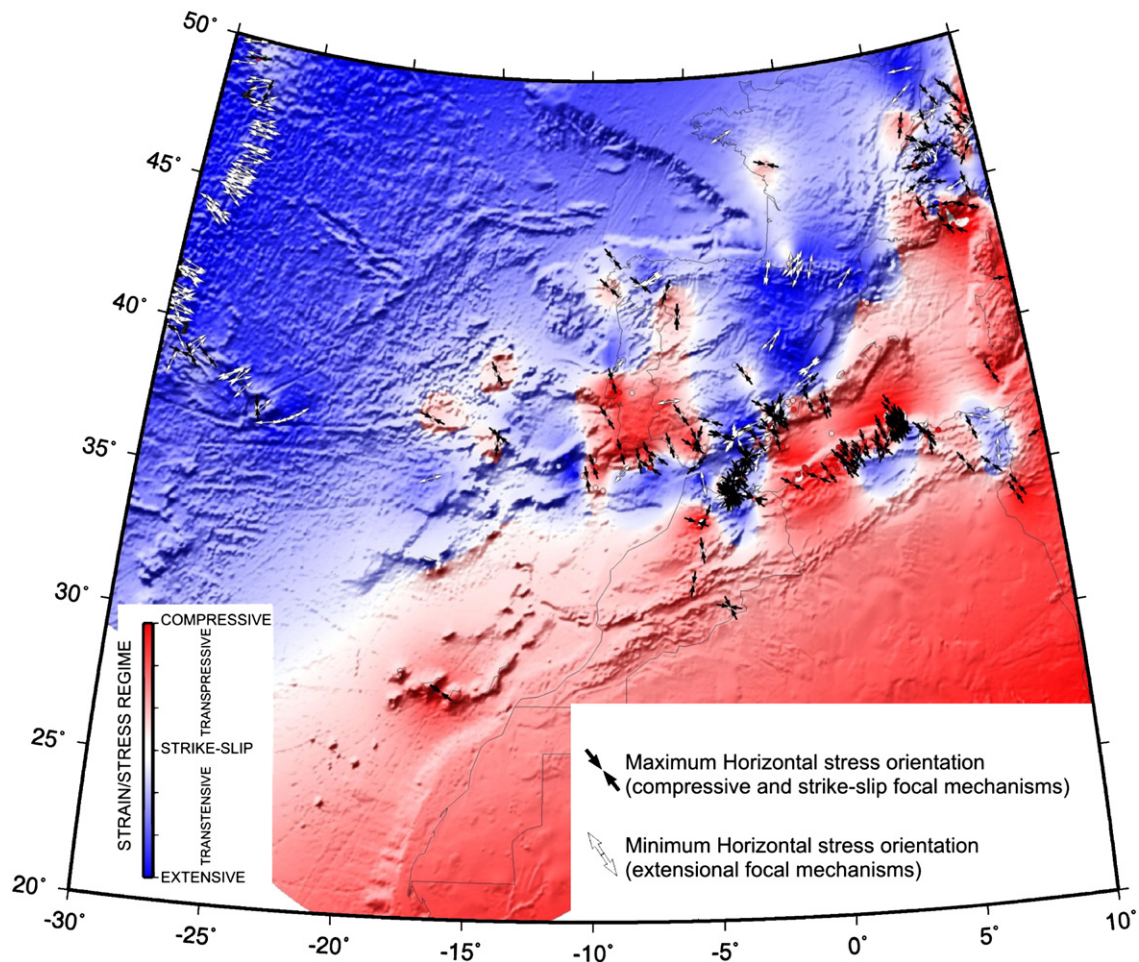 50°
45°
40°
35°
30°
25°
20°
-30°
-25°
-20°
-15°
-10°
-5°
0°
5°
10°
STRAIN/STRESS REGIME
COMPRESSIVE
TRANSPRESSIVE
STRIKE-SLIP
TRANSTENSIVE
EXTENSIVE
Maximum Horizontal stress orientation
(compressive and strike-slip focal mechanisms)
Minimum Horizontal stress orientation
(extensional focal mechanisms)